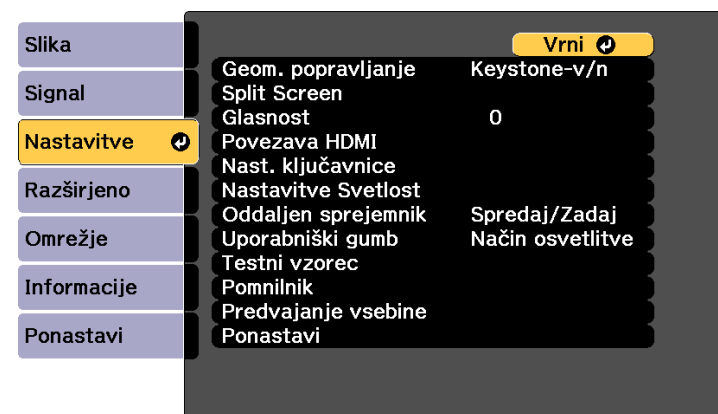 Slika
Signal
Nastavitve
Razširjeno
Omrežje
Informacije
Ponastavi
Vrni
Geom. popravljanje Keystone-v/n
Split Screen
Glasnost 0
Povezava HDMI
Nast. ključavnice
Nastavitve Svetlost
Oddaljen sprejemnik Spredaj/Zadaj
Uporabniški gumb Način osvetlitve
Testni vzorec
Pomnilnik
Predvajanje vsebine
Ponastavi